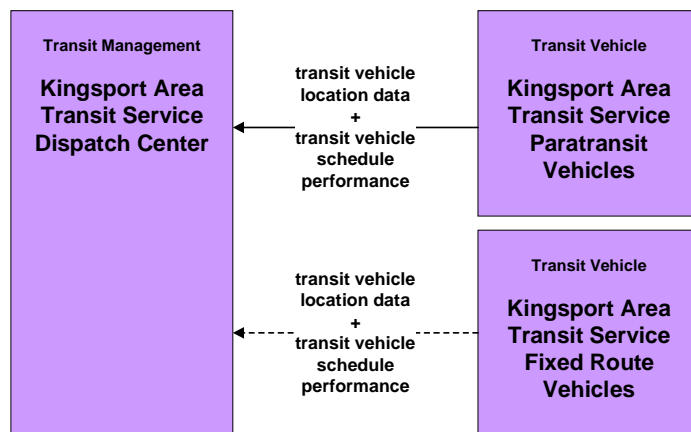 Transit Management
Kingsport Area
Transit Service
Dispatch Center
transit vehicle
location data
+
transit vehicle
schedule
performance
Transit Vehicle
Kingsport Area
Transit Service
Paratransit
Vehicles
transit vehicle
location data
+
transit vehicle
schedule
performance
Transit Vehicle
Kingsport Area
Transit Service
Fixed Route
Vehicles